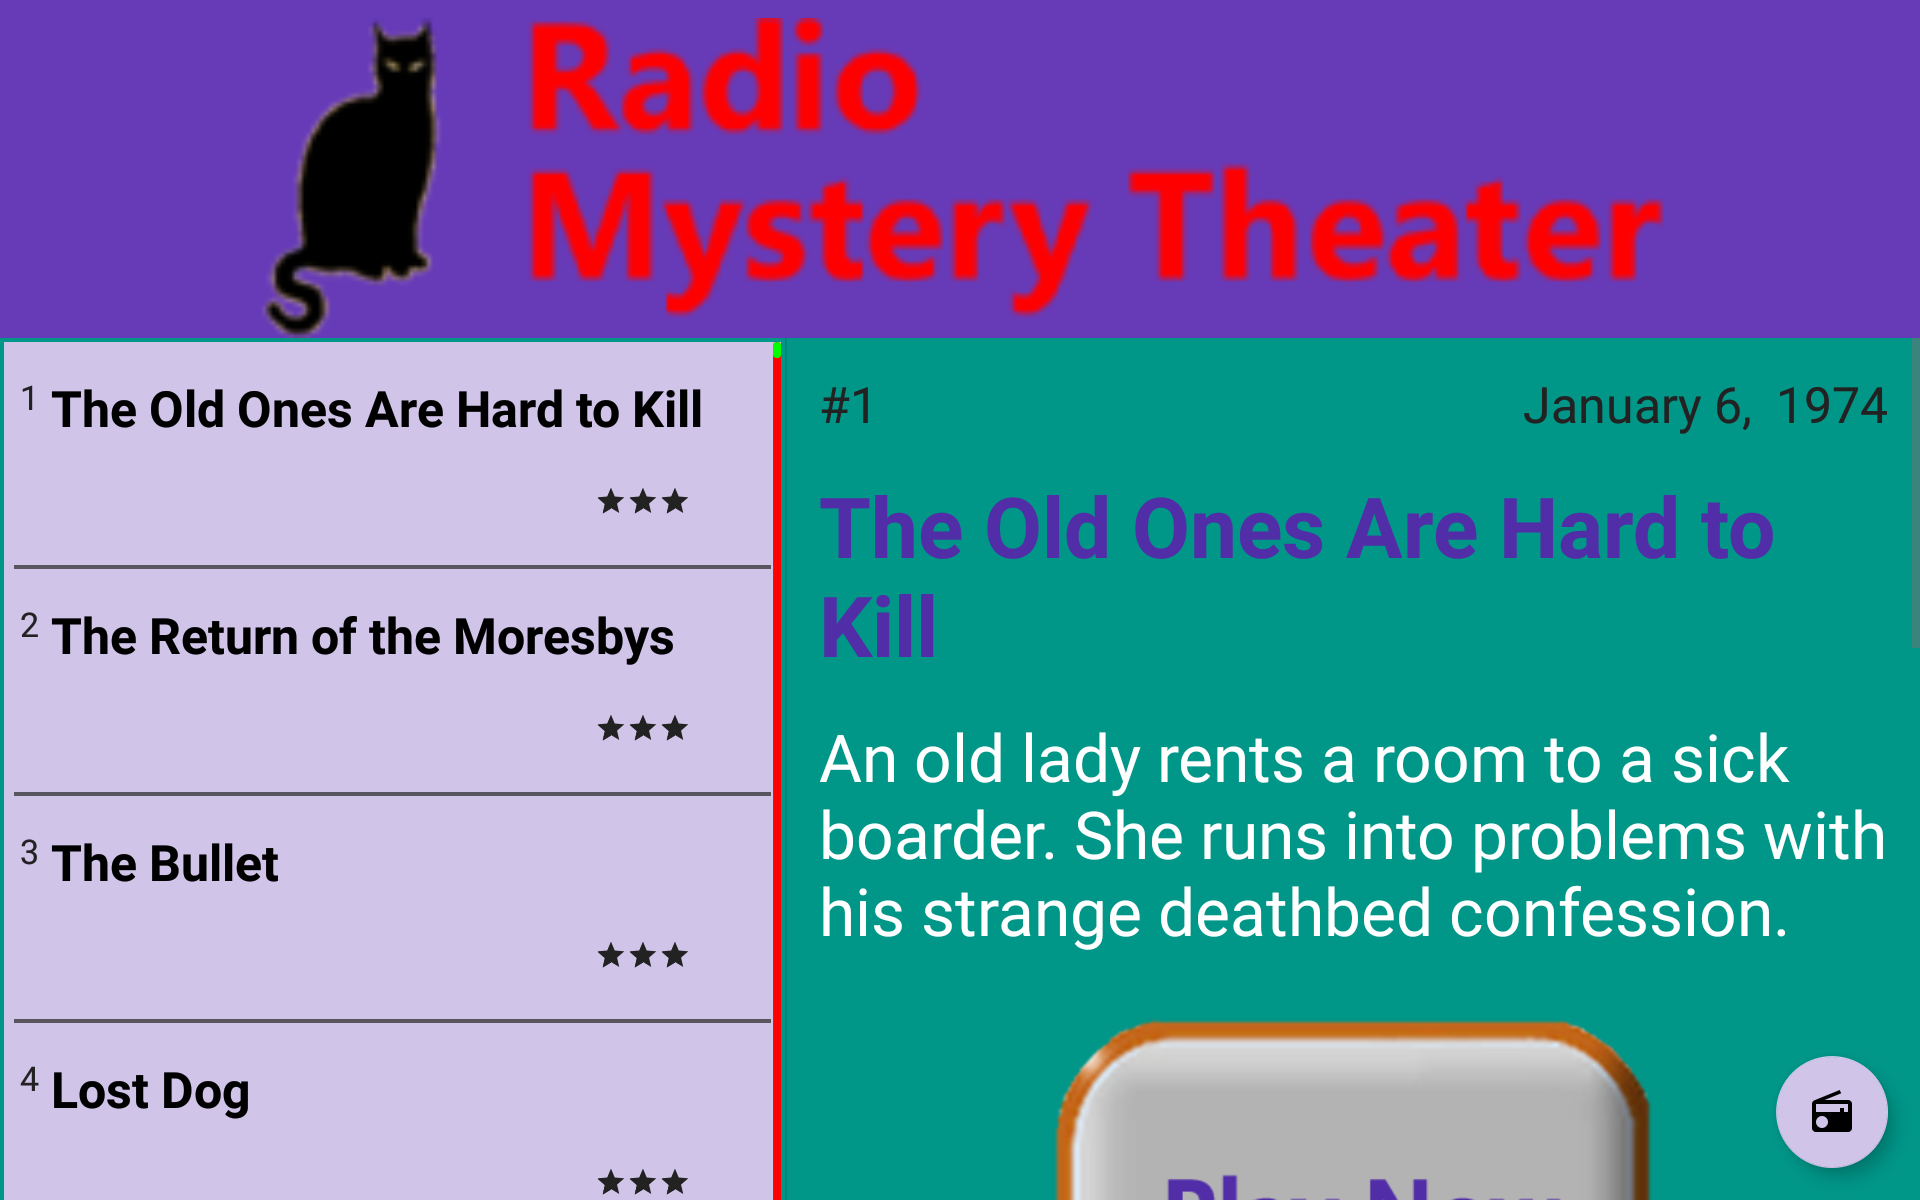 Radio
Mystery Theater
1 The Old Ones Are Hard to Kill
★★★
2 The Return of the Moresbys
★★★
3 The Bullet
★★★
4 Lost Dog
★★★
#1 January 6, 1974
The Old Ones Are Hard to
Kill
An old lady rents a room to a sick
boarder. She runs into problems with
his strange deathbed confession.
Play Now